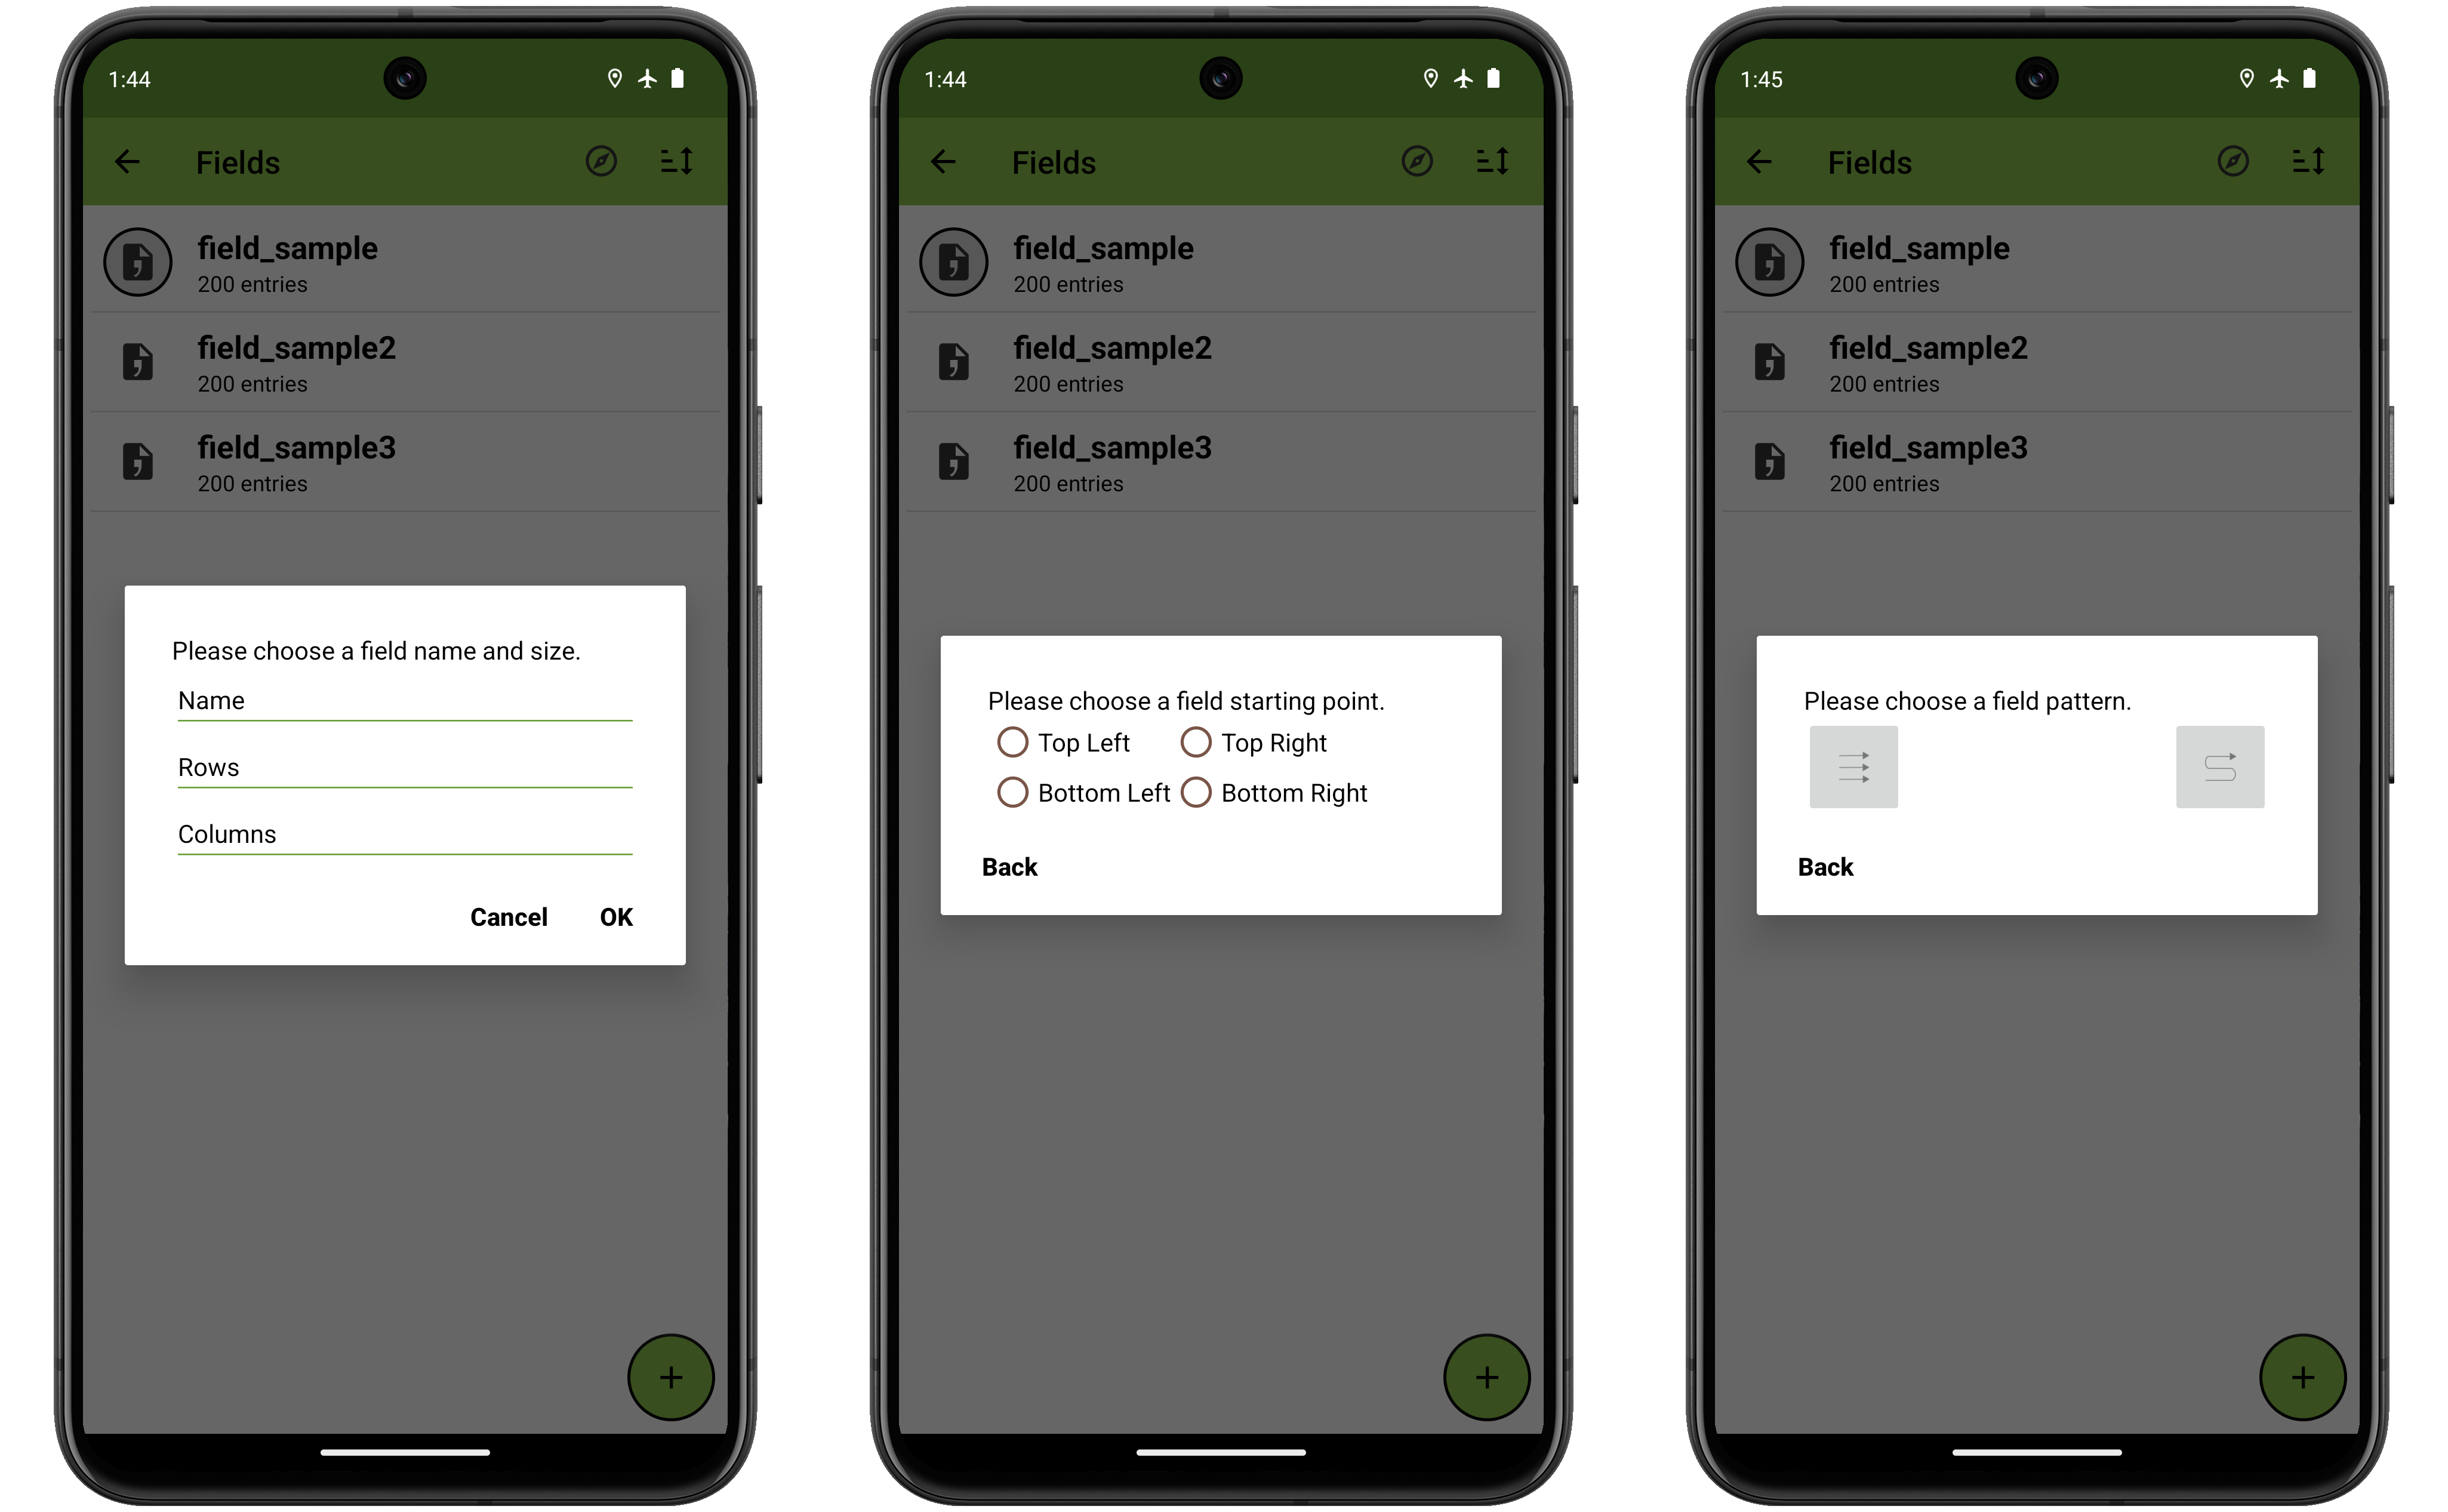 1:44
Fields
field_sample
200 entries
field_sample2
200 entries
field_sample3
200 entries
Please choose a field name and size.
Name
Rows
Columns
Cancel OK
1:44
Fields
field_sample
200 entries
field_sample2
200 entries
field_sample3
200 entries
Please choose a field starting point.
Top Left Top Right
Bottom Left Bottom Right
Back
1:45
Fields
field_sample
200 entries
field_sample2
200 entries
field_sample3
200 entries
Please choose a field pattern.
Back